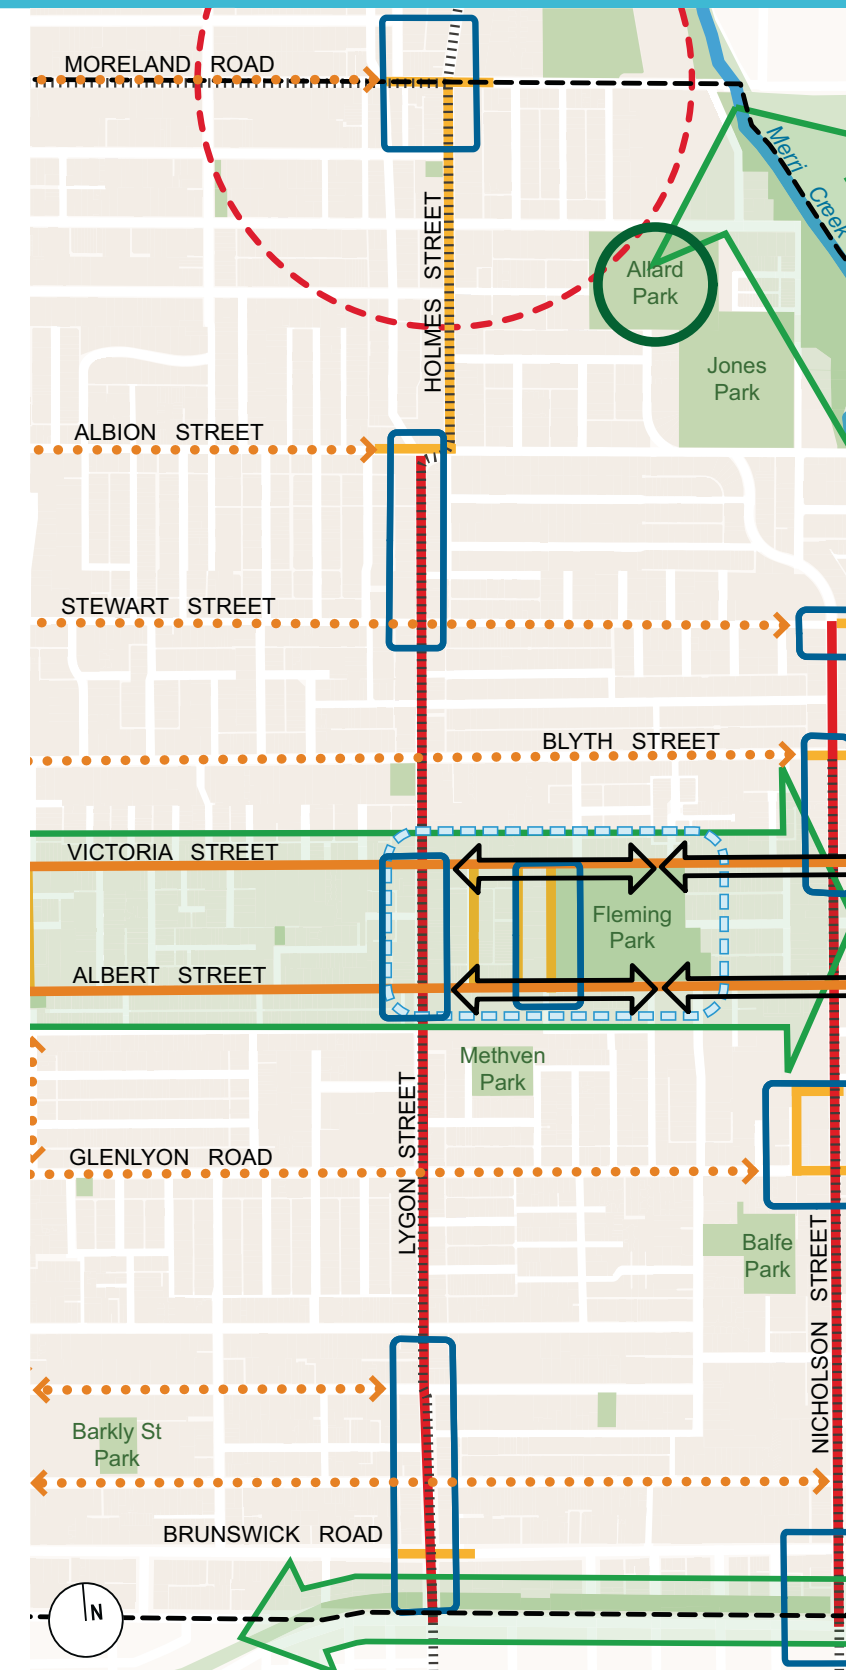 MORELAND ROAD
Merri
Creek
HOLMES STREET
Allard
Park
Jones
Park
ALBION STREET
STEWART STREET
BLYTH STREET
VICTORIA STREET
Fleming
Park
ALBERT STREET
Methven
Park
LYGON STREET
GLENLYON ROAD
Balfe
Park
NICHOLSON STREET
Barkly St
Park
BRUNSWICK ROAD
N